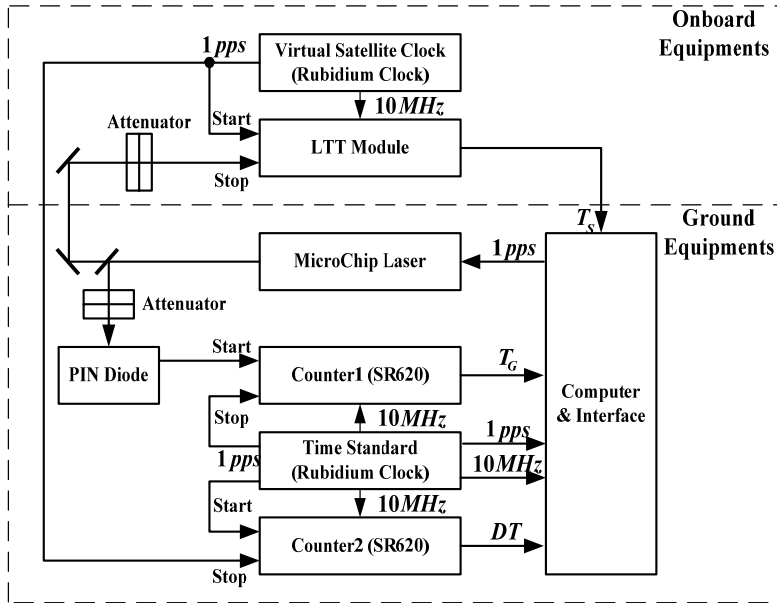 Onboard
Equipments
1pps
Virtual Satellite Clock
(Rubidium Clock)
10MHz
Start
Attenuator
LTT Module
Stop
T_S
Ground
Equipments
1pps
MicroChip Laser
Attenuator
Start
PIN Diode
Counter1 (SR620)
T_G
Computer
& Interface
Stop
10MHz
1pps
Time Standard
(Rubidium Clock)
1pps
10MHz
Start
10MHz
Counter2 (SR620)
DT
Stop